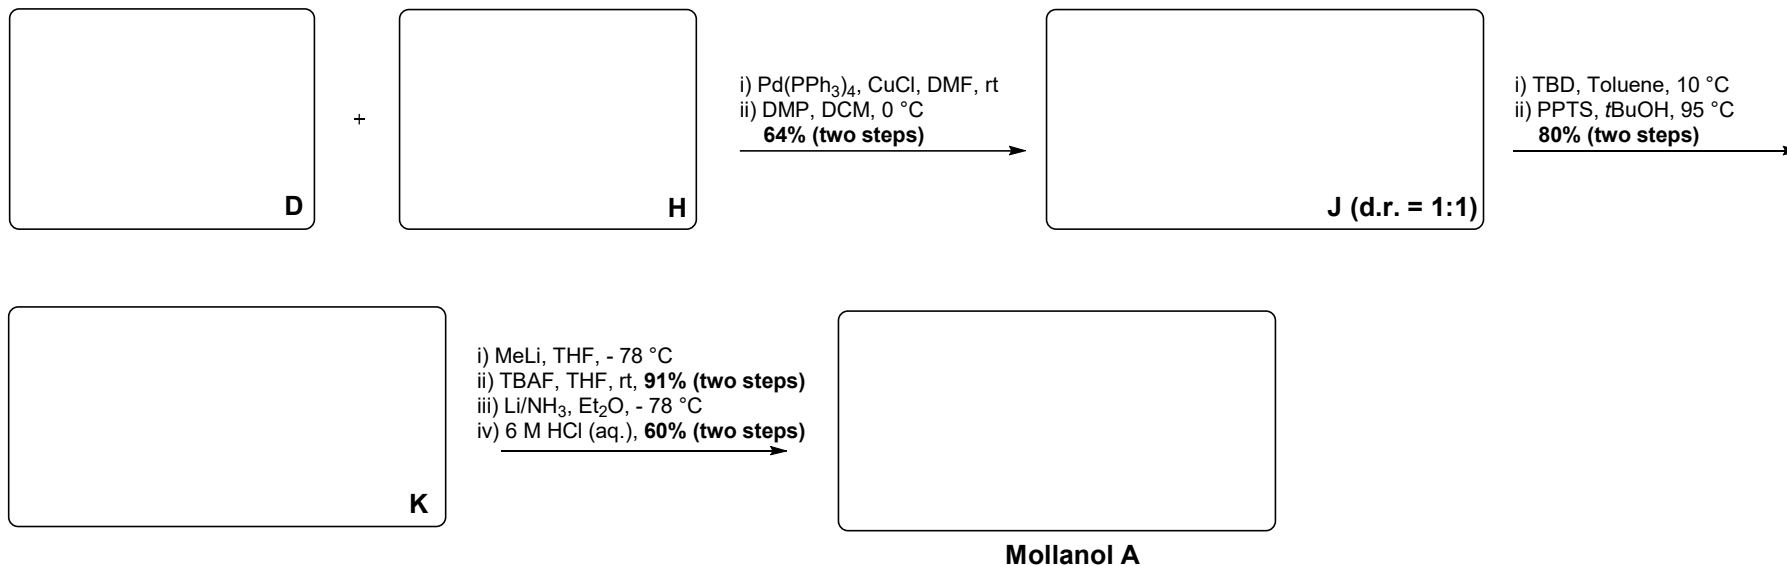 D
+
H
i) Pd(PPh3)4, CuCl, DMF, rt
ii) DMP, DCM, 0 °C
64% (two steps)
J (d.r. = 1:1)
i) TBD, Toluene, 10 °C
ii) PPTS, tBuOH, 95 °C
80% (two steps)
K
i) MeLi, THF, - 78 °C
ii) TBAF, THF, rt, 91% (two steps)
iii) Li/NH3, Et2O, - 78 °C
iv) 6 M HCl (aq.), 60% (two steps)
Mollanol A